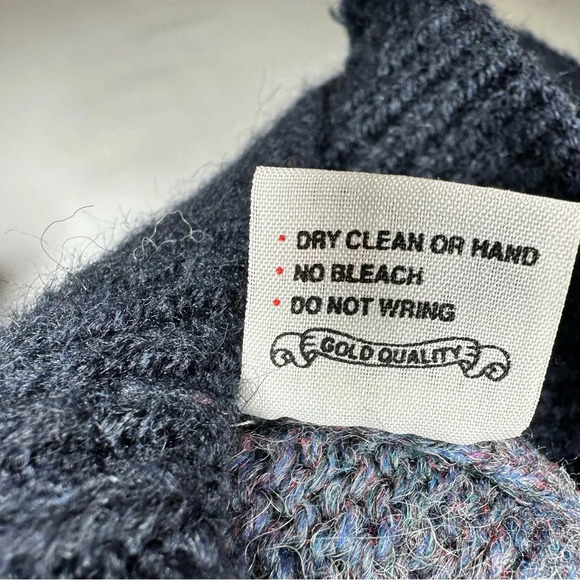 • DRY CLEAN OR HAND
• NO BLEACH
• DO NOT WRING
GOLD QUALITY